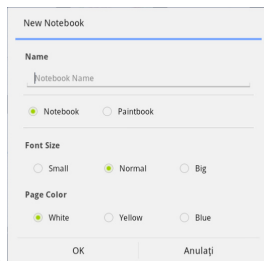 New Notebook
Name
Notebook Name
Notebook Paintbook
Font Size
Small Normal Big
Page Color
White Yellow Blue
OK Anulați